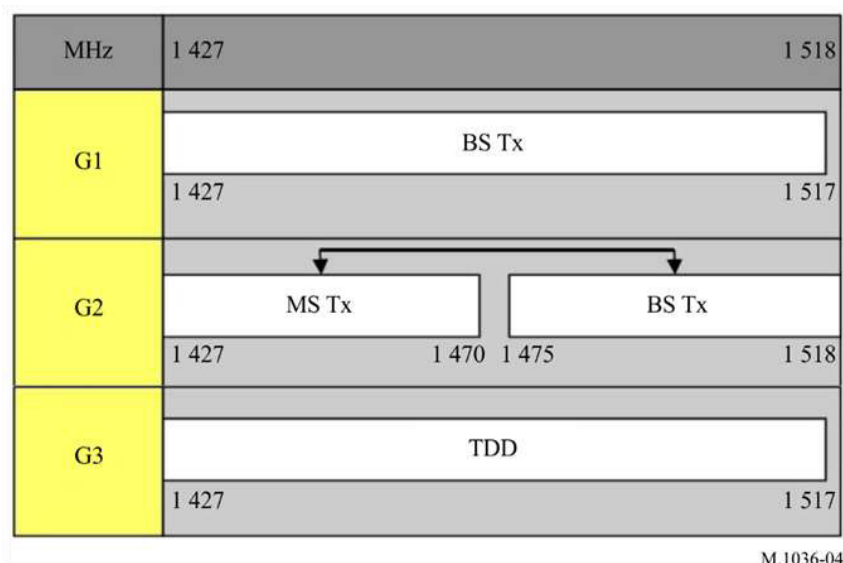 MHz 1 427 1 518
G1 BS Tx
1 427 1 517
G2 MS Tx BS Tx
1 427 1 470 1 475 1 518
G3 TDD
1 427 1 517
M.1036-04